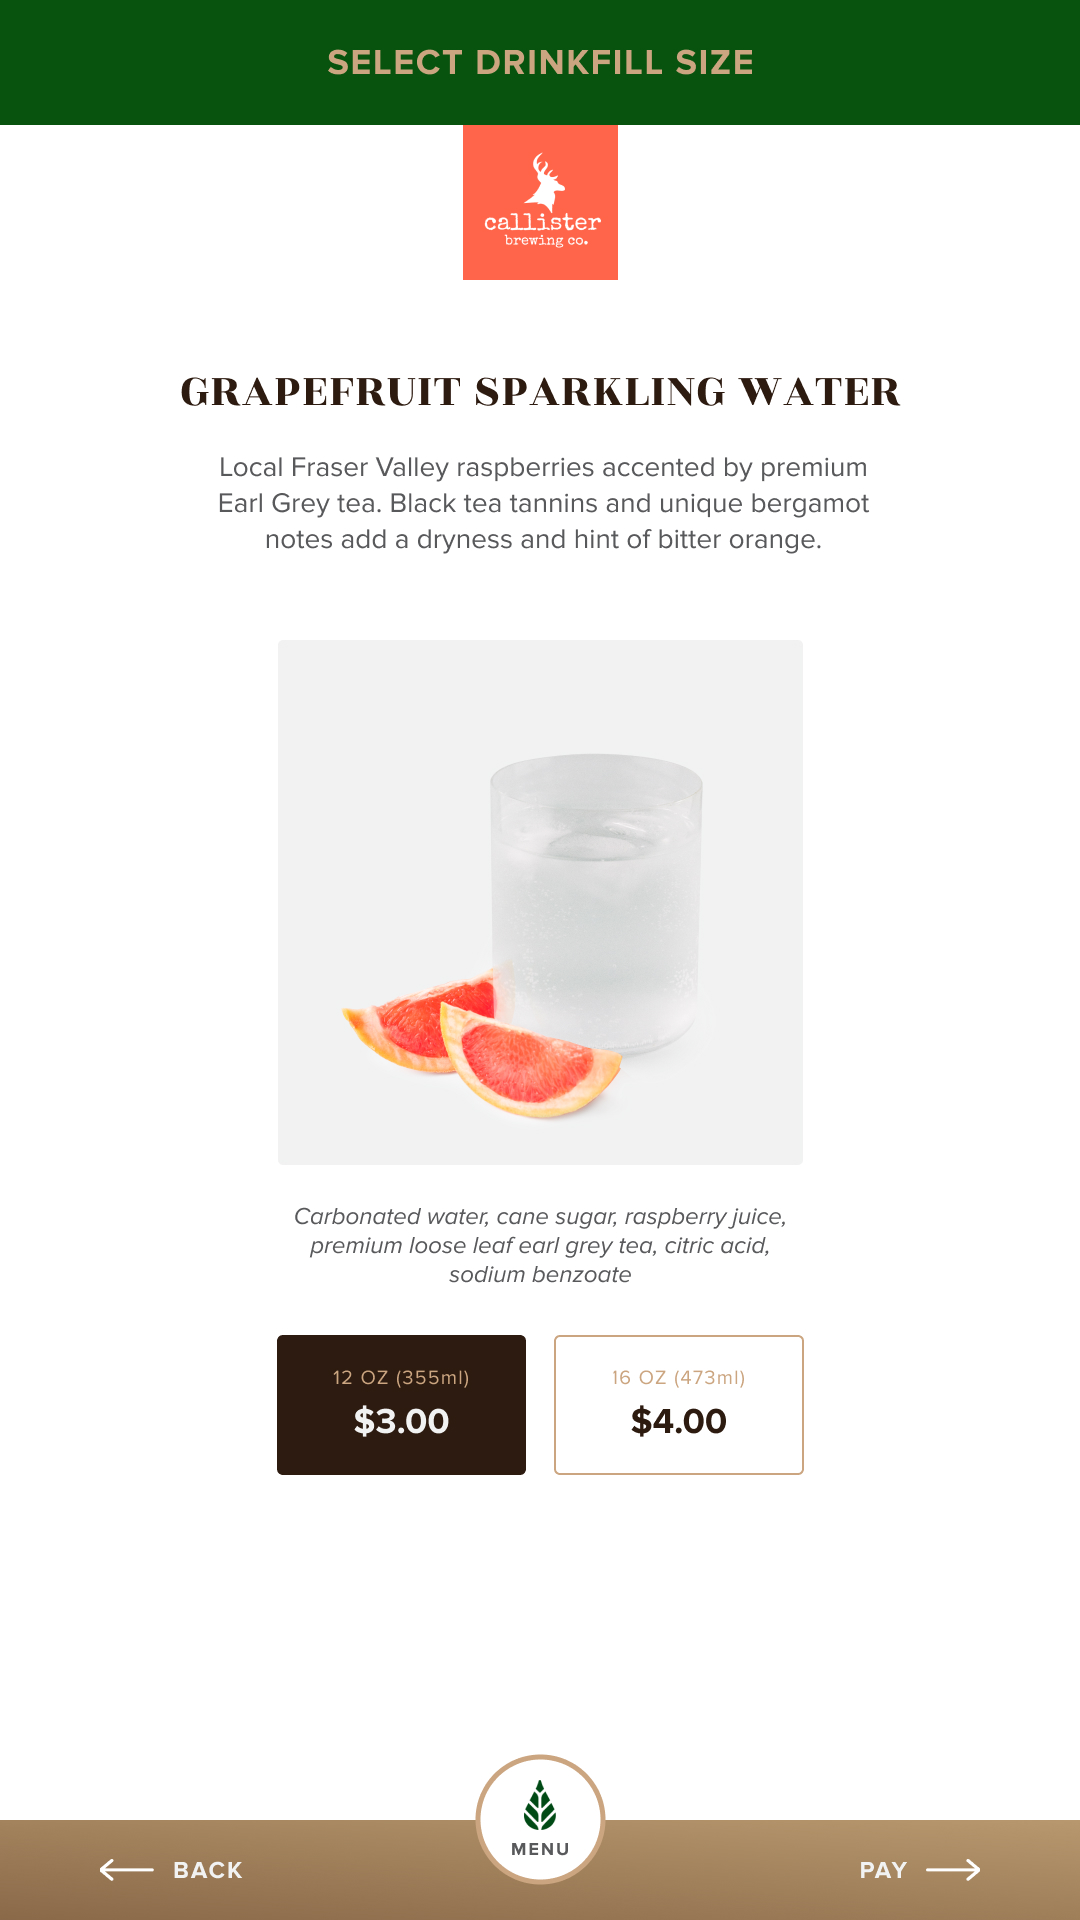 SELECT DRINKFILL SIZE
callister
brewing co.
GRAPEFRUIT SPARKLING WATER
Local Fraser Valley raspberries accented by premium
Earl Grey tea. Black tea tannins and unique bergamot
notes add a dryness and hint of bitter orange.
Carbonated water, cane sugar, raspberry juice,
premium loose leaf earl grey tea, citric acid,
sodium benzoate
12 OZ (355ml)
$3.00
16 OZ (473ml)
$4.00
MENU
BACK
PAY